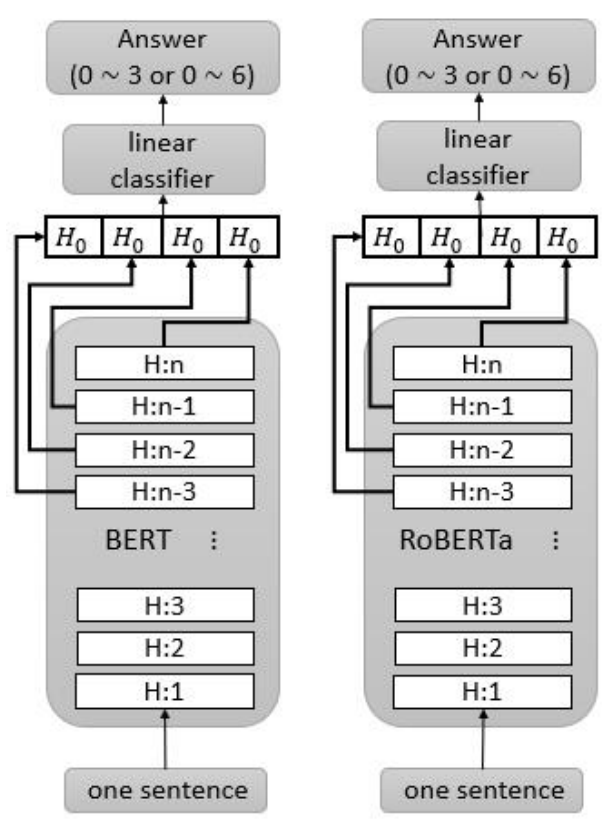 Answer
(0 ~ 3 or 0 ~ 6)
linear
classifier
H₀ H₀ H₀ H₀
H:n
H:n-1
H:n-2
H:n-3
BERT ⋮
H:3
H:2
H:1
one sentence
Answer
(0 ~ 3 or 0 ~ 6)
linear
classifier
H₀ H₀ H₀ H₀
H:n
H:n-1
H:n-2
H:n-3
RoBERTa ⋮
H:3
H:2
H:1
one sentence